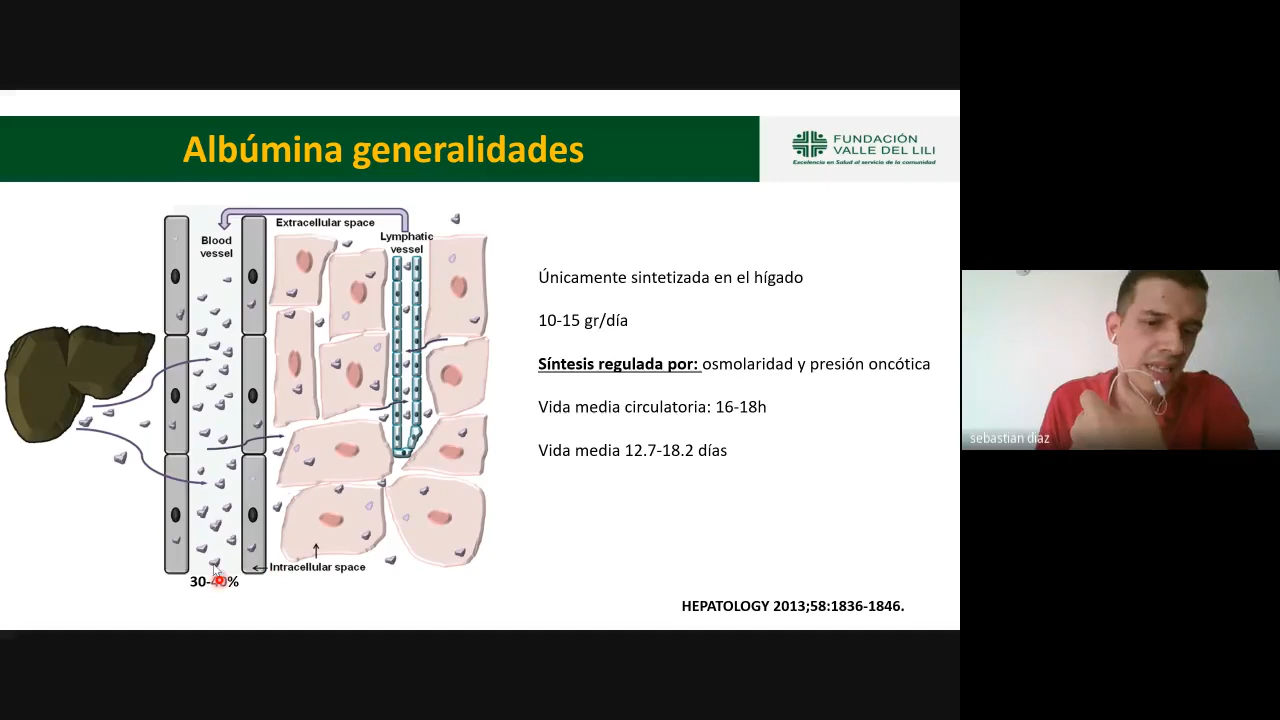 Albúmina generalidades
FUNDACIÓN
VALLE DEL LILI
Excelencia en Salud al servicio de la comunidad
Extracellular space
Blood
vessel
Lymphatic
vessel
Intracellular space
30-40%
Únicamente sintetizada en el hígado
10-15 gr/día
Síntesis regulada por: osmolaridad y presión oncótica
Vida media circulatoria: 16-18h
Vida media 12.7-18.2 días
HEPATOLOGY 2013;58:1836-1846.
sebastian diaz